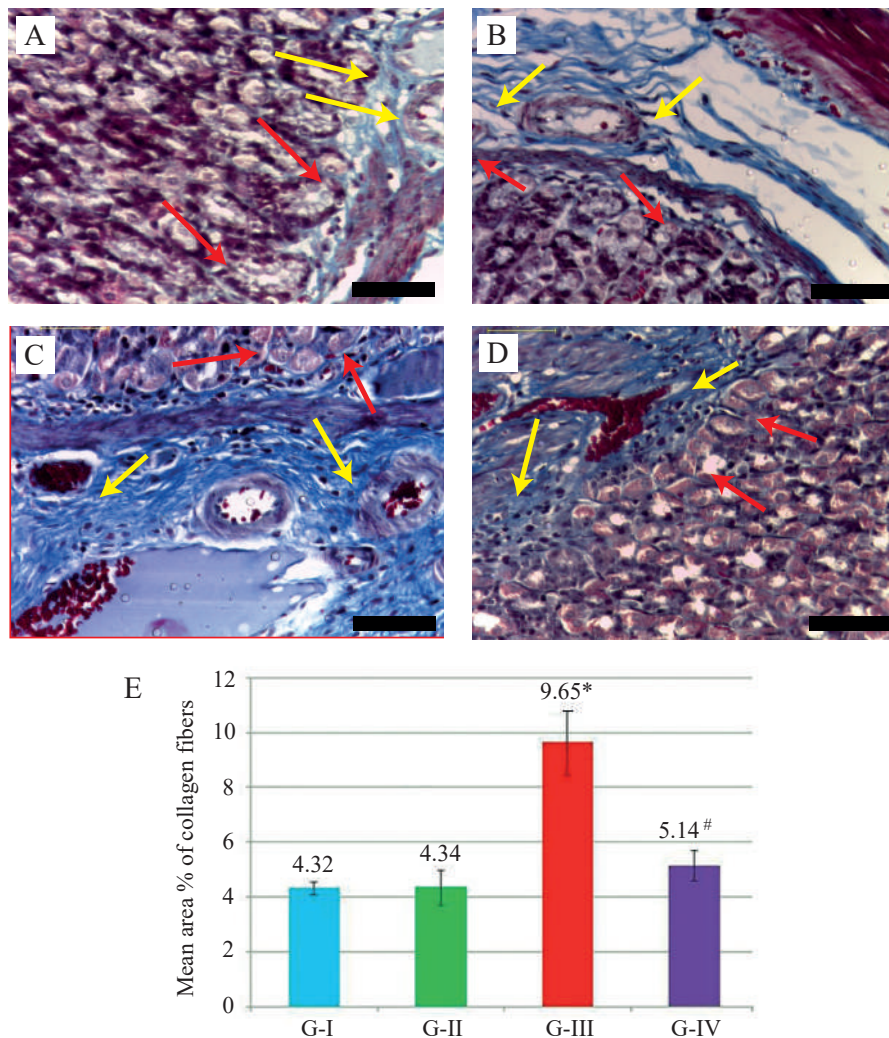 A
B
C
D
E
Mean area % of collagen fibers
12
10
8
6
4
2
0
4.32
4.34
9.65*
5.14 #
G-I
G-II
G-III
G-IV